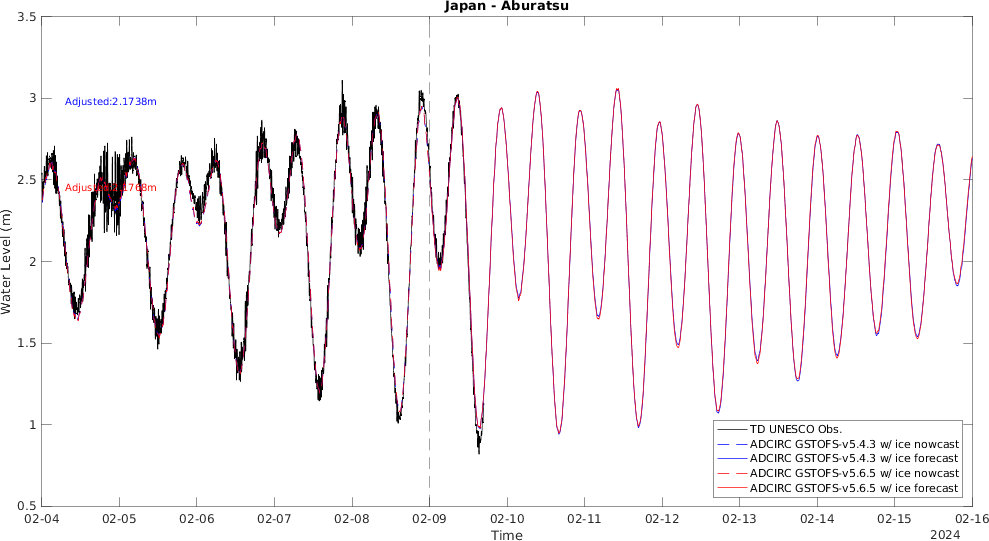 Japan - Aburatsu
3.5
3
2.5
2
1.5
1
0.5
Water Level (m)
Adjusted:2.1738m
Adjusted:2.1768m
TD UNESCO Obs.
ADCIRC GSTOFS-v5.4.3 w/ ice nowcast
ADCIRC GSTOFS-v5.4.3 w/ ice forecast
ADCIRC GSTOFS-v5.6.5 w/ ice nowcast
ADCIRC GSTOFS-v5.6.5 w/ ice forecast
02-04 02-05 02-06 02-07 02-08 02-09 02-10 02-11 02-12 02-13 02-14 02-15 02-16
Time
2024